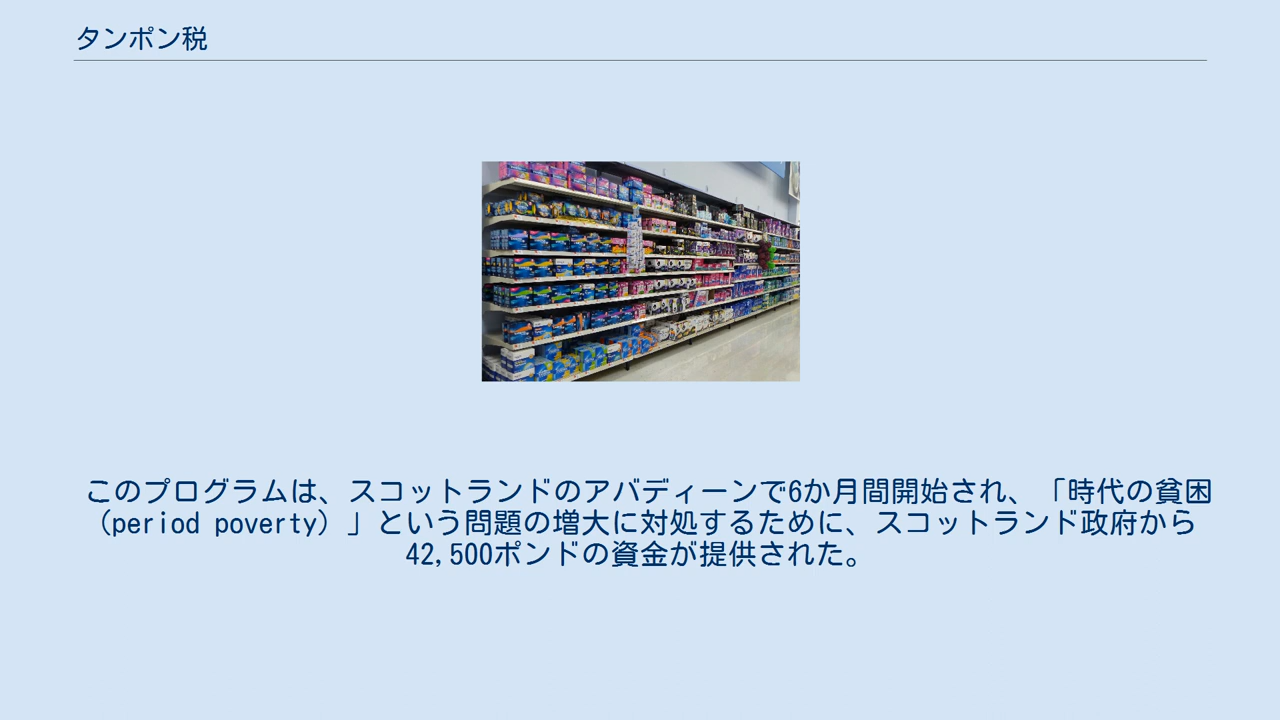 タンポン税
このプログラムは、スコットランドのアバディーンで6か月間開始され、「時代の貧困
（period poverty）」という問題の増大に対処するために、スコットランド政府から
42,500ポンドの資金が提供された。